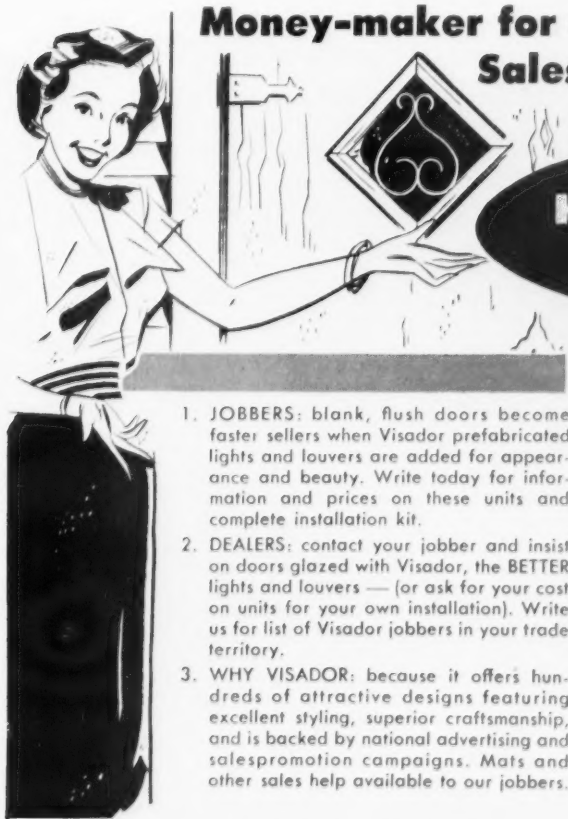 Money-maker for
Sales
1. JOBBERS: blank, flush doors become
faster sellers when Visador prefabricated
lights and louvers are added for appear-
ance and beauty. Write today for infor-
mation and prices on these units and
complete installation kit.
2. DEALERS: contact your jobber and insist
on doors glazed with Visador, the BETTER
lights and louvers — (or ask for your cost
on units for your own installation). Write
us for list of Visador jobbers in your trade
territory.
3. WHY VISADOR: because it offers hun-
dreds of attractive designs featuring
excellent styling, superior craftsmanship,
and is backed by national advertising and
salespromotion campaigns. Mats and
other sales help available to our jobbers.